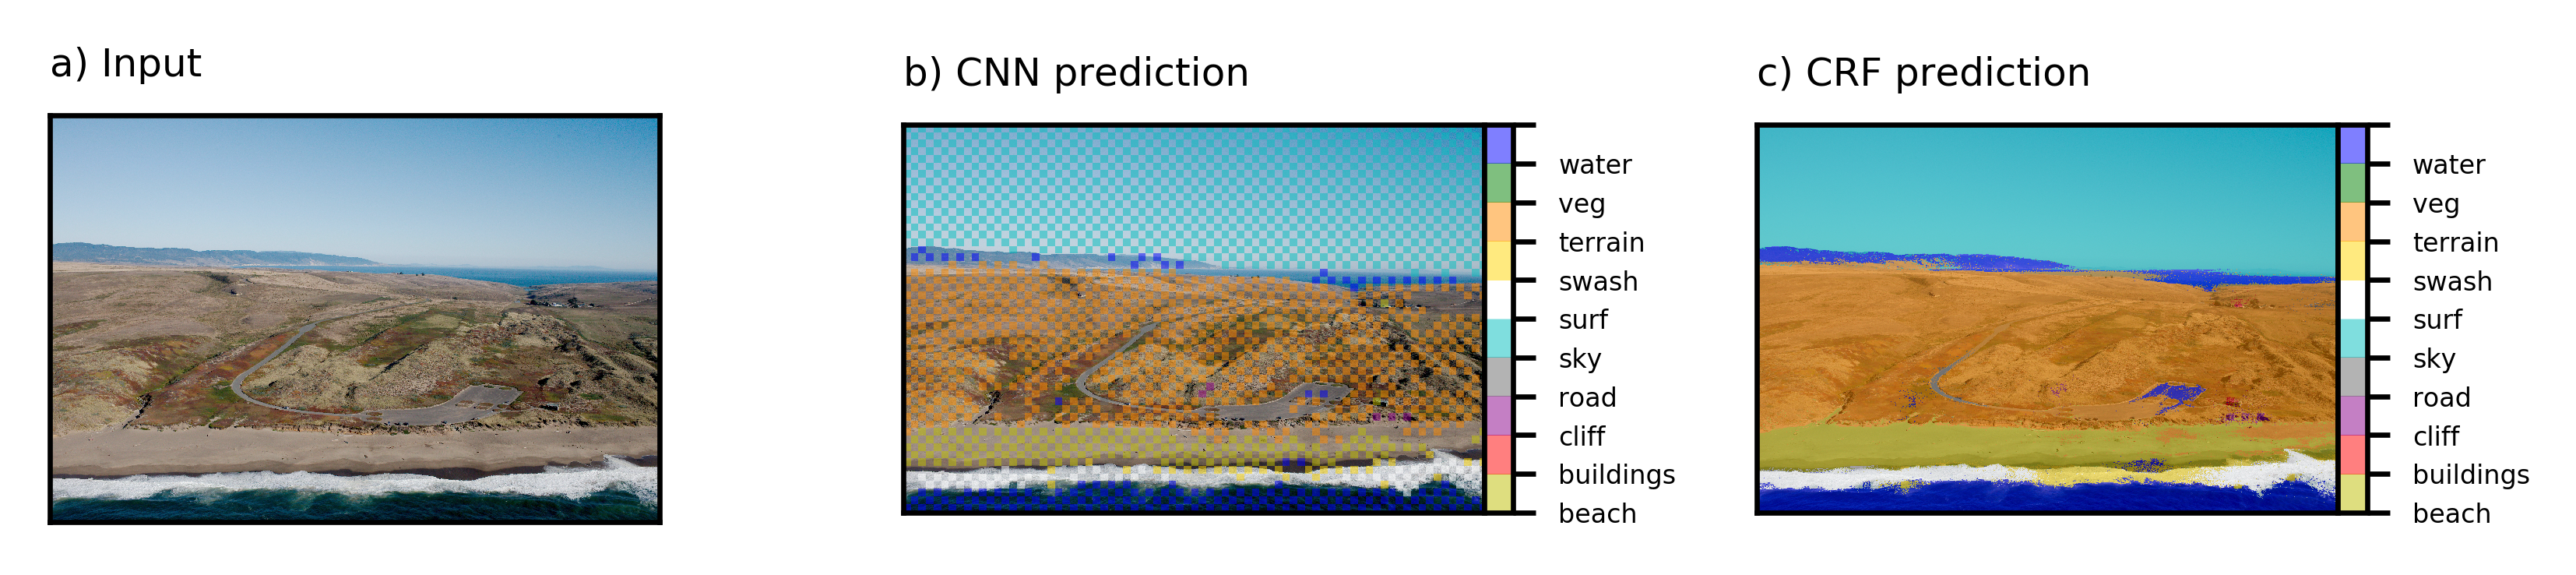 a) Input
b) CNN prediction
water
veg
terrain
swash
surf
sky
road
cliff
buildings
beach
c) CRF prediction
water
veg
terrain
swash
surf
sky
road
cliff
buildings
beach